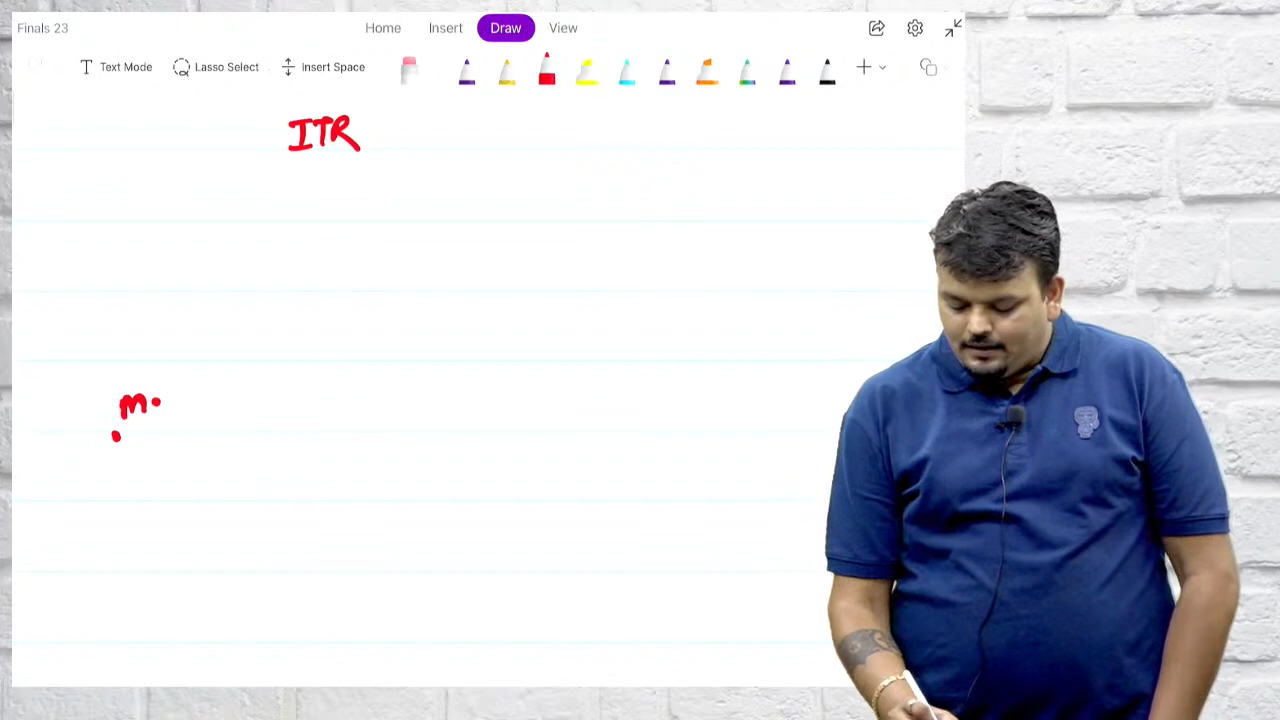 Finals 23 Home Insert Draw View
Text Mode Lasso Select Insert Space
ITR
m.